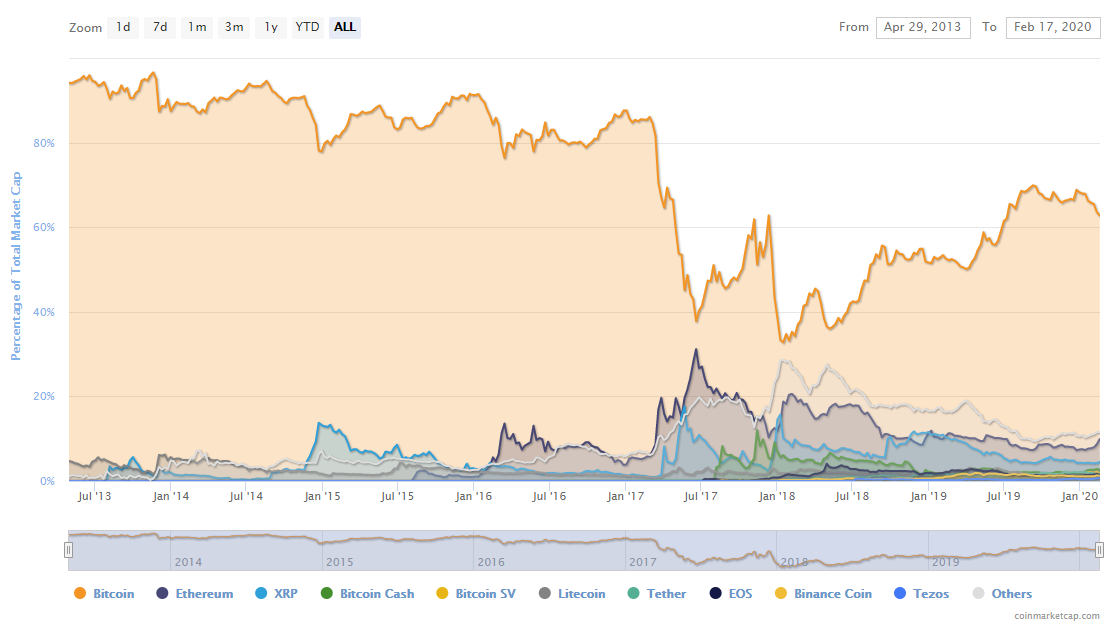 Zoom 1d 7d 1m 3m 1y YTD ALL From Apr 29, 2013 To Feb 17, 2020
Percentage of Total Market Cap
80%
60%
40%
20%
0%
Jul '13 Jan '14 Jul '14 Jan '15 Jul '15 Jan '16 Jul '16 Jan '17 Jul '17 Jan '18 Jul '18 Jan '19 Jul '19 Jan '20
2014 2015 2016 2017 2018 2019
Bitcoin Ethereum XRP Bitcoin Cash Bitcoin SV Litecoin Tether EOS Binance Coin Tezos Others
coinmarketcap.com